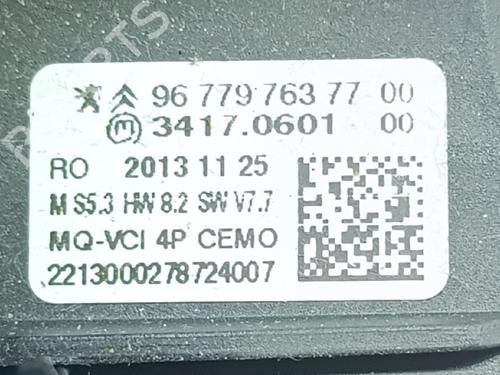 96 779 763 77 00
M 34170.0601 00
RO 2013 11 25
M S5.3 HW 8.2 SW V7.7
MQ-VCI 4P CEMO
2213000278724007